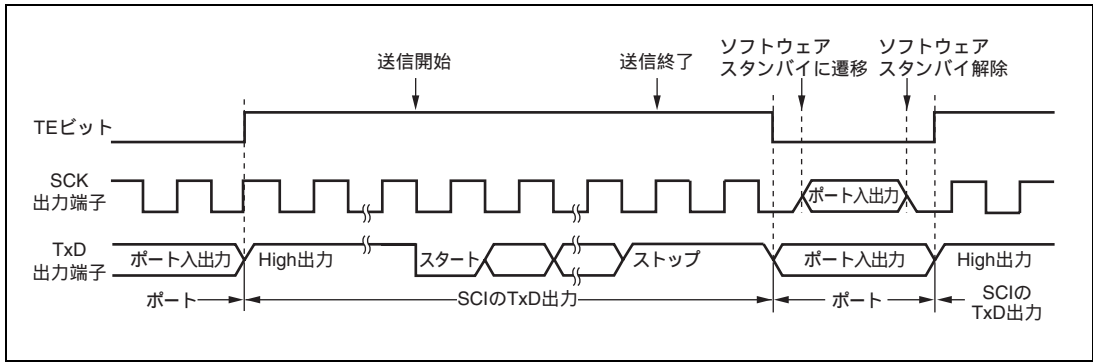 送信開始
送信終了
ソフトウェア
スタンバイに遷移
ソフトウェア
スタンバイ解除
TEビット
SCK
出力端子
ポート入出力
TxD
出力端子
ポート入出力
High出力
スタート
ストップ
ポート入出力
High出力
ポート
SCIのTxD出力
ポート
SCIの
TxD出力